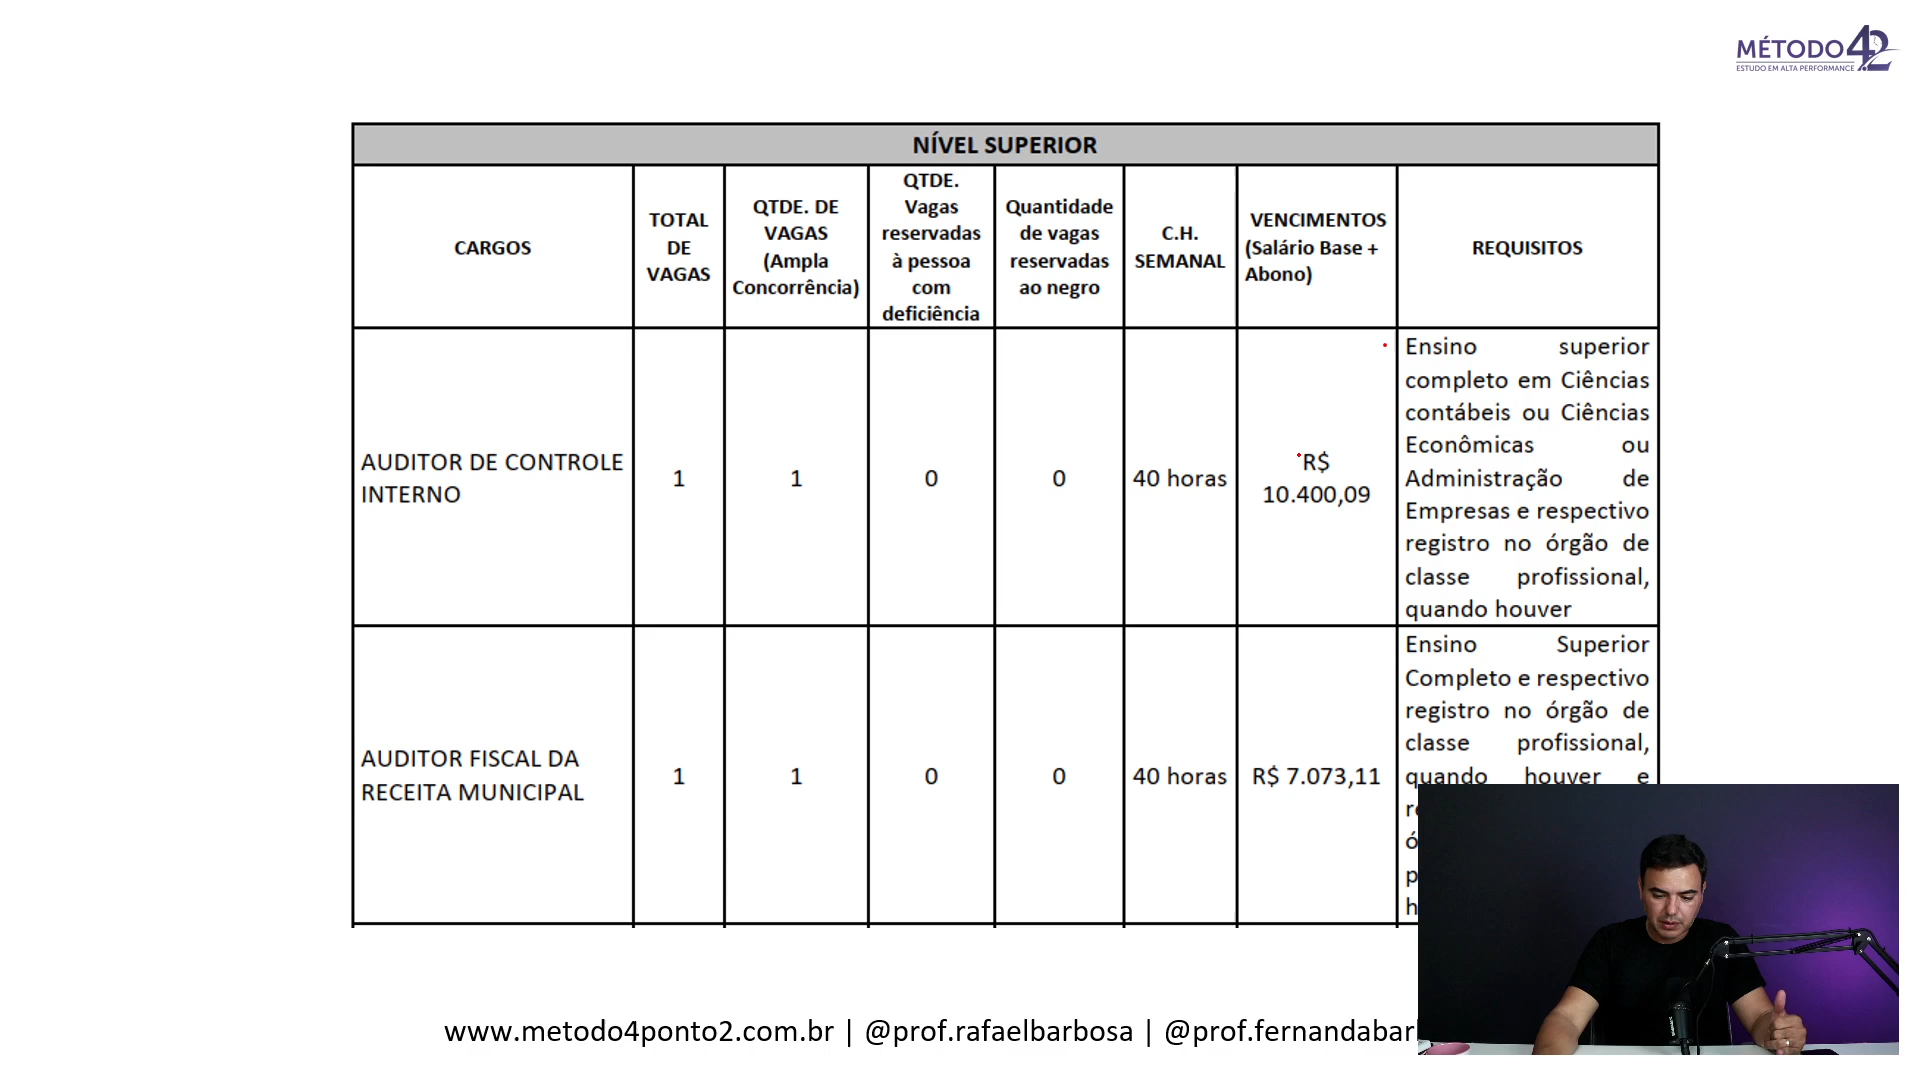 MÉTODO 4.2
ESTUDO EM ALTA PERFORMANCE
NÍVEL SUPERIOR
CARGOS
TOTAL
DE
VAGAS
QTDE. DE
VAGAS
(Ampla
Concorrência)
QTDE.
Vagas
reservadas
à pessoa
com
deficiência
Quantidade
de vagas
reservadas
ao negro
C.H.
SEMANAL
VENCIMENTOS
(Salário Base +
Abono)
REQUISITOS
AUDITOR DE CONTROLE
INTERNO
1
1
0
0
40 horas
R$
10.400,09
Ensino superior
completo em Ciências
contábeis ou Ciências
Econômicas ou
Administração de
Empresas e respectivo
registro no órgão de
classe profissional,
quando houver
AUDITOR FISCAL DA
RECEITA MUNICIPAL
1
1
0
0
40 horas
R$ 7.073,11
Ensino Superior
Completo e respectivo
registro no órgão de
classe profissional,
quando houver e
www.metodo4ponto2.com.br | @prof.rafaelbarbosa | @prof.fernandabar